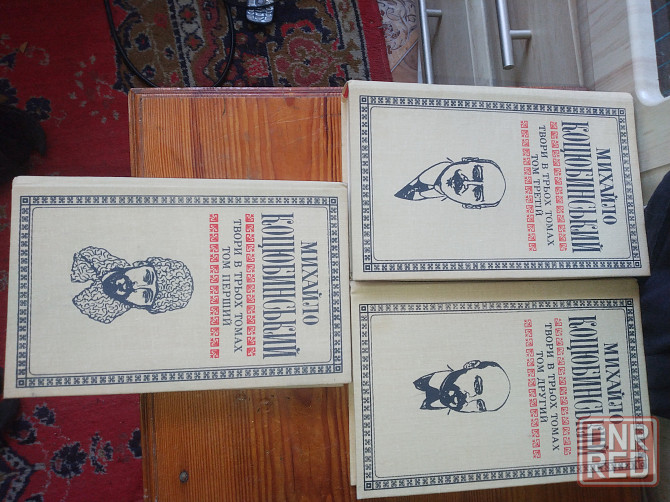 МИХАЙЛО
КОЦЮБИНСЬКИЙ
ТВОРИ В ТРЬОХ ТОМАХ
ТОМ ПЕРШИЙ
МИХАЙЛО
КОЦЮБИНСЬКИЙ
ТВОРИ В ТРЬОХ ТОМАХ
ТОМ ДРУГИЙ
МИХАЙЛО
КОЦЮБИНСЬКИЙ
ТВОРИ В ТРЬОХ ТОМАХ
ТОМ ТРЕТІЙ
DNR
RED